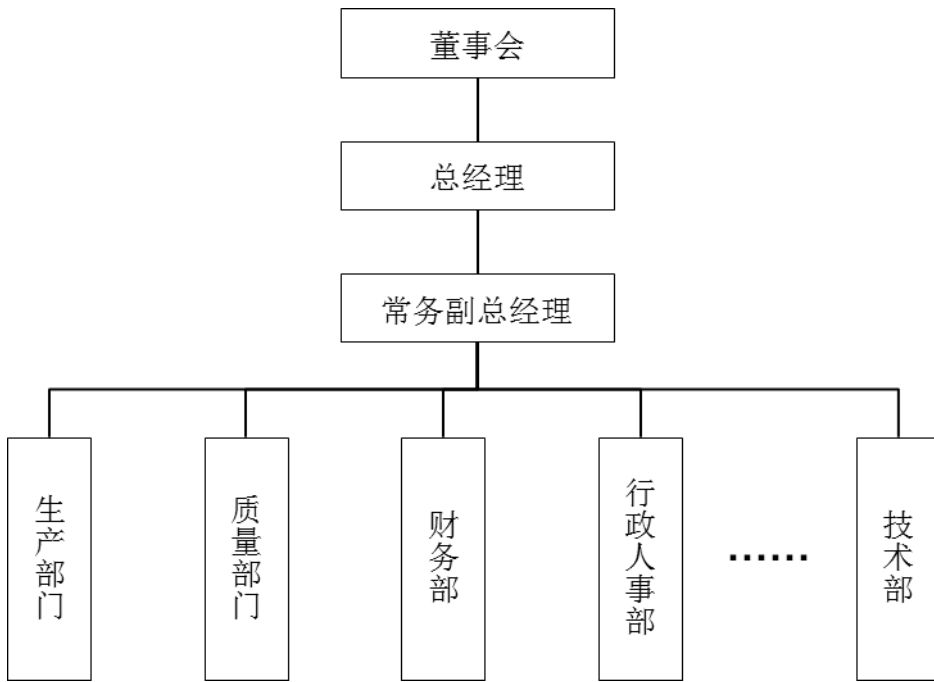 董事会
总经理
常务副总经理
生产部门
质量部门
财务部
行政人事部
……
技术部